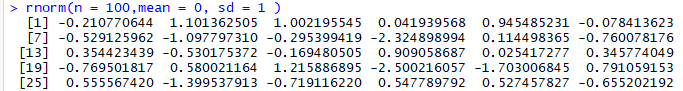 > rnorm(n = 100,mean = 0, sd = 1 )
[1] -0.210770644 1.101362505 1.002195545 0.041939568 0.945485231 -0.078413623
[7] -0.529125962 -1.097797310 -0.295399419 -2.324898994 0.114498365 -0.760078176
[13] 0.354423439 -0.530175372 -0.169480505 0.909058687 0.025417277 0.345774049
[19] -0.769501817 0.580021164 1.215886895 -2.500216057 -1.703006845 0.791059153
[25] 0.555567420 -1.399537913 -0.719116220 0.547789792 0.527457827 -0.655202192